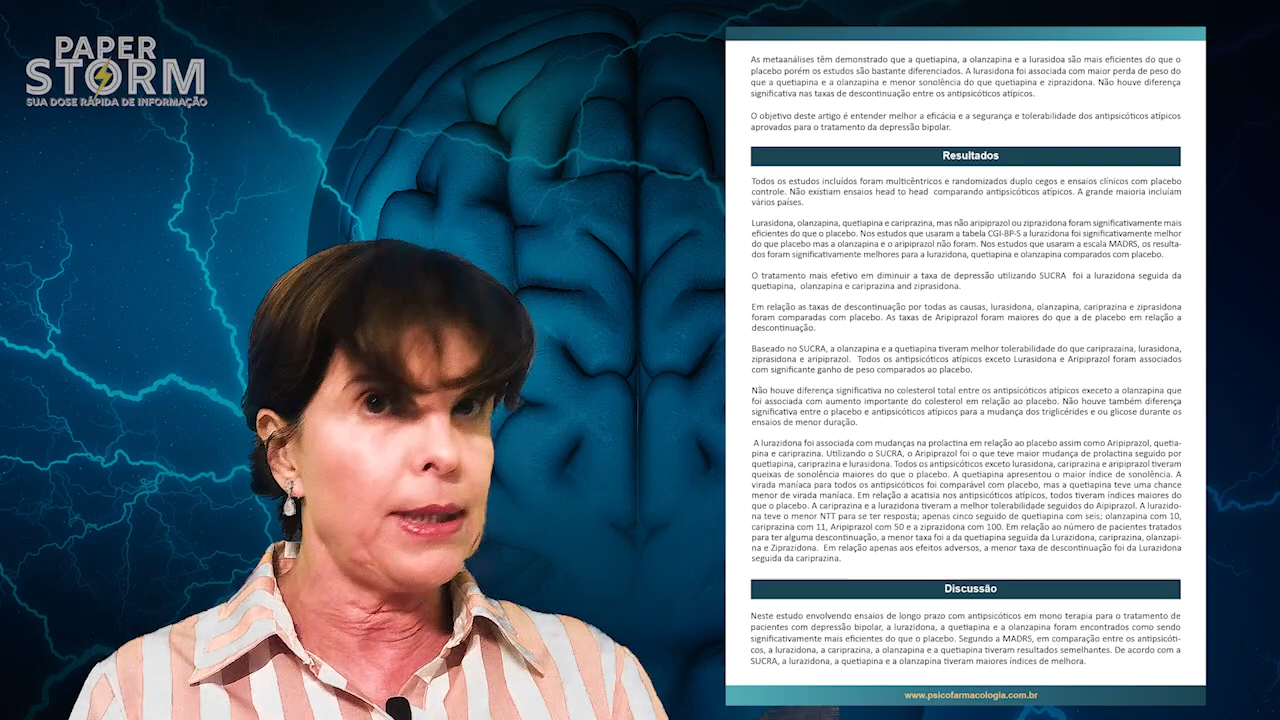 PAPER
STORM
SUA DOSE RÁPIDA DE INFORMAÇÃO
As metaanálises têm demonstrado que a quetiapina, a olanzapina e a lurasidoa são mais eficientes do que o
placebo porém os estudos são bastante diferenciados. A lurasidona foi associada com maior perda de peso do
que a quetiapina e a olanzapina e menor sonolência do que quetiapina e ziprazidona. Não houve diferença
significativa nas taxas de descontinuação entre os antipsicóticos atípicos.
O objetivo deste artigo é entender melhor a eficácia e a segurança e tolerabilidade dos antipsicóticos atípicos
aprovados para o tratamento da depressão bipolar.
Resultados
Todos os estudos incluídos foram multicêntricos e randomizados duplo cegos e ensaios clínicos com placebo
controle. Não existiam ensaios head to head comparando antipsicóticos atípicos. A grande maioria incluíam
vários países.
Lurasidona, olanzapina, quetiapina e cariprazina, mas não aripiprazol ou ziprazidona foram significativamente mais
eficientes do que o placebo. Nos estudos que usaram a tabela CGI-BP-S a lurazidona foi significativamente melhor
do que placebo mas a olanzapina e o aripiprazol não foram. Nos estudos que usaram a escala MADRS, os resulta-
dos foram significativamente melhores para a lurazidona, quetiapina e olanzapina comparados com placebo.
O tratamento mais efetivo em diminuir a taxa de depressão utilizando SUCRA foi a lurazidona seguida da
quetiapina, olanzapina e cariprazina and ziprasidona.
Em relação as taxas de descontinuação por todas as causas, lurasidona, olanzapina, cariprazina e ziprasidona
foram comparadas com placebo. As taxas de Aripiprazol foram maiores do que a de placebo em relação a
descontinuação.
Baseado no SUCRA, a olanzapina e a quetiapina tiveram melhor tolerabilidade do que cariprazaina, lurasidona,
ziprasidona e aripiprazol. Todos os antipsicóticos atípicos exceto Lurasidona e Aripiprazol foram associados
com significante ganho de peso comparados ao placebo.
Não houve diferença significativa no colesterol total entre os antipsicóticos atípicos execeto a olanzapina que
foi associada com aumento importante do colesterol em relação ao placebo. Não houve também diferença
significativa entre o placebo e antipsicóticos atípicos para a mudança dos triglicérides e ou glicose durante os
ensaios de menor duração.
A lurazidona foi associada com mudanças na prolactina em relação ao placebo assim como Aripiprazol, quetia-
pina e cariprazina. Utilizando o SUCRA, o Aripiprazol foi o que teve maior mudança de prolactina seguido por
quetiapina, cariprazina e lurasidona. Todos os antipsicóticos exceto lurasidona, cariprazina e aripiprazol tiveram
queixas de sonolência maiores do que o placebo. A quetiapina apresentou o maior índice de sonolência. A
virada maníaca para todos os antipsicóticos foi comparável com placebo, mas a quetiapina teve uma chance
menor de virada maníaca. Em relação a acatisia nos antipsicóticos atípicos, todos tiveram índices maiores do
que o placebo. A cariprazina e a lurazidona tiveram a melhor tolerabilidade seguidos do Aipiprazol. A lurazido-
na teve o menor NTT para se ter resposta; apenas cinco seguido de quetiapina com seis; olanzapina com 10,
cariprazina com 11, Aripiprazol com 50 e a ziprazidona com 100. Em relação ao número de pacientes tratados
para ter alguma descontinuação, a menor taxa foi a da quetiapina seguida da Lurazidona, cariprazina, olanzapi-
na e Ziprazidona. Em relação apenas aos efeitos adversos, a menor taxa de descontinuação foi da Lurazidona
seguida da cariprazina.
Discussão
Neste estudo envolvendo ensaios de longo prazo com antipsicóticos em mono terapia para o tratamento de
pacientes com depressão bipolar, a lurazidona, a quetiapina e a olanzapina foram encontrados como sendo
significativamente mais eficientes do que o placebo. Segundo a MADRS, em comparação entre os antipsicóti-
cos, a lurazidona, a cariprazina, a olanzapina e a quetiapina tiveram resultados semelhantes. De acordo com a
SUCRA, a lurazidona, a quetiapina e a olanzapina tiveram maiores índices de melhora.
www.psicofarmacologia.com.br